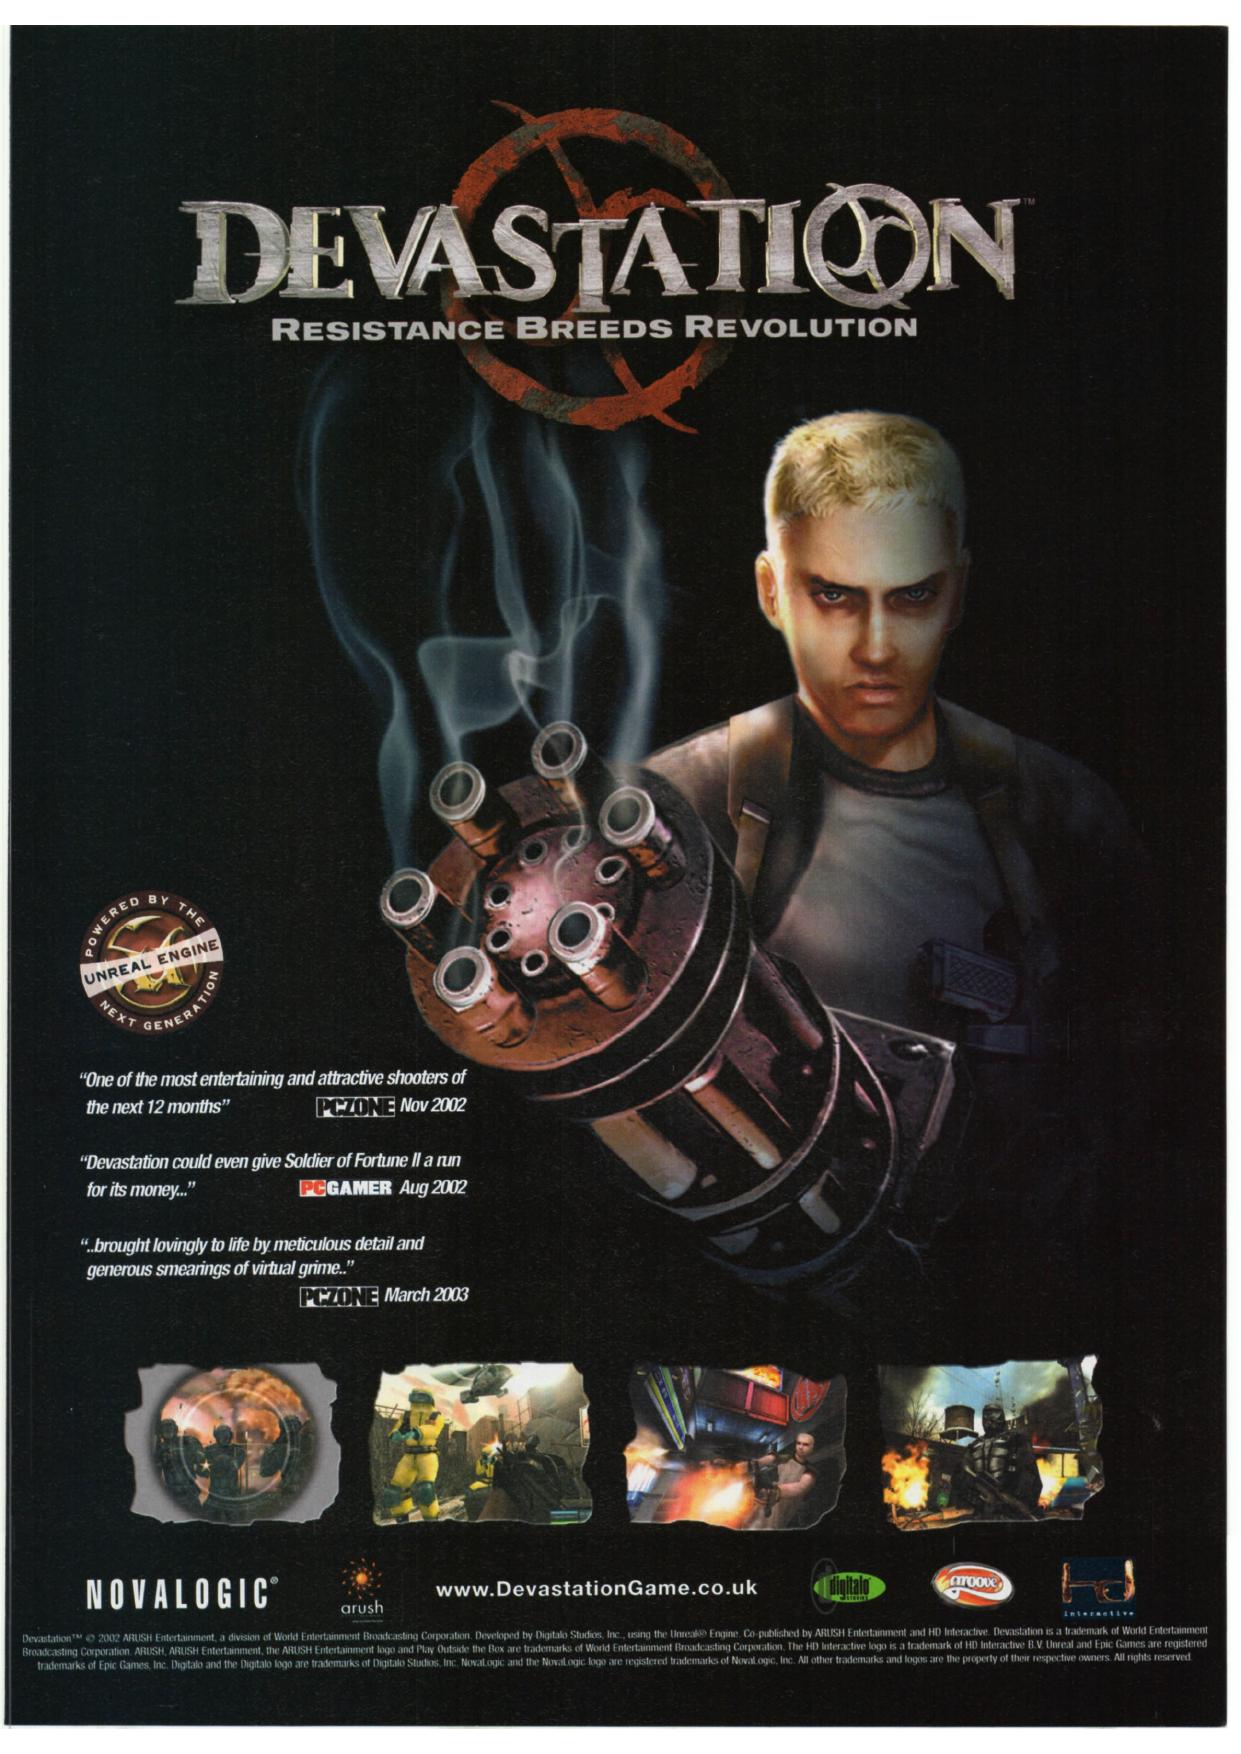 DEVASTATION™
RESISTANCE BREEDS REVOLUTION
POWERED BY THE
UNREAL ENGINE
NEXT GENERATION
“One of the most entertaining and attractive shooters of
the next 12 months” PCZONE Nov 2002
“Devastation could even give Soldier of Fortune II a run
for its money...” PCGAMER Aug 2002
“..brought lovingly to life by meticulous detail and
generous smearings of virtual grime..”
PCZONE March 2003
NOVALOGIC®
arush
www.DevastationGame.co.uk
digitalo
STUDIOS
groove
hd
interactive
Devastation™ © 2002 ARUSH Entertainment, a division of World Entertainment Broadcasting Corporation. Developed by Digitalo Studios, Inc., using the Unreal® Engine. Co-published by ARUSH Entertainment and HD Interactive. Devastation is a trademark of World Entertainment
Broadcasting Corporation. ARUSH, ARUSH Entertainment, the ARUSH Entertainment logo and Play Outside the Box are trademarks of World Entertainment Broadcasting Corporation. The HD Interactive logo is a trademark of HD Interactive B.V. Unreal and Epic Games are registered
trademarks of Epic Games, Inc. Digitalo and the Digitalo logo are trademarks of Digitalo Studios, Inc. NovaLogic and the NovaLogic logo are registered trademarks of NovaLogic, Inc. All other trademarks and logos are the property of their respective owners. All rights reserved.